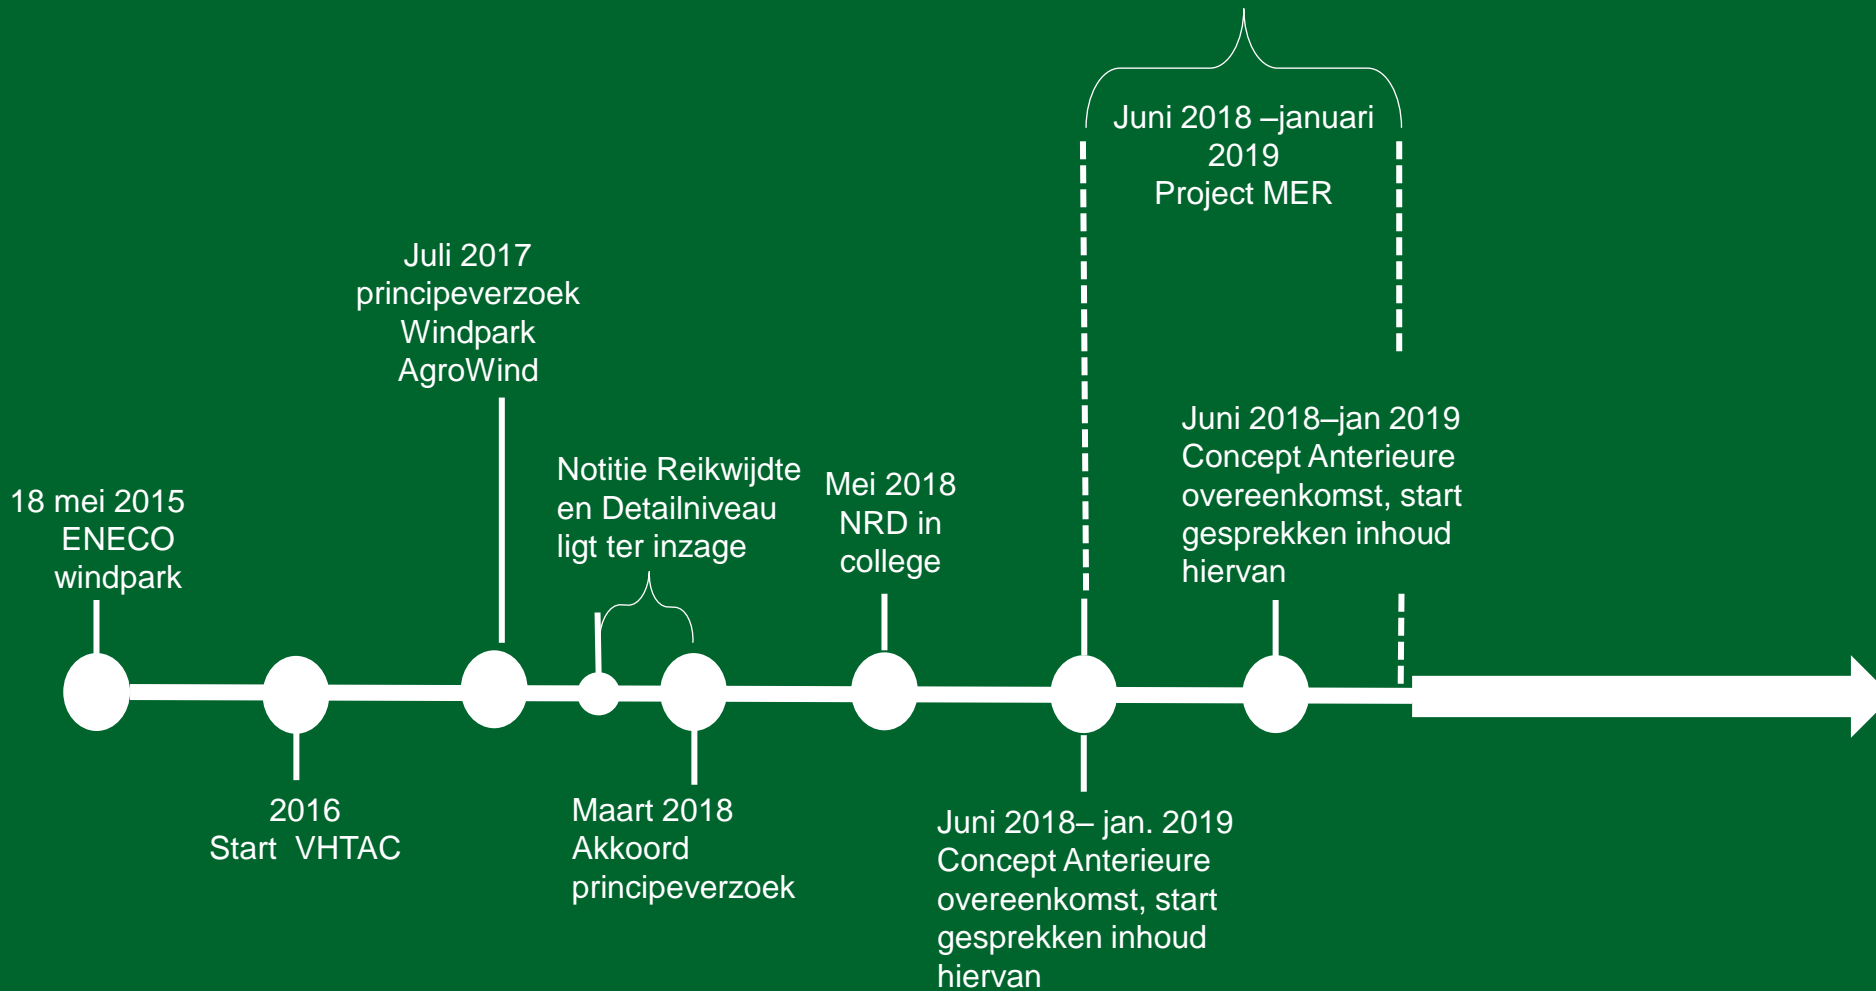 Juni 2018 –januari
2019
Project MER
Juli 2017
principeverzoek
Windpark
AgroWind
Juni 2018–jan 2019
Concept Anterieure
overeenkomst, start
gesprekken inhoud
hiervan
Notitie Reikwijdte
en Detailniveau
ligt ter inzage
Mei 2018
NRD in
college
18 mei 2015
ENECO
windpark
2016
Start VHTAC
Maart 2018
Akkoord
principeverzoek
Juni 2018– jan. 2019
Concept Anterieure
overeenkomst, start
gesprekken inhoud
hiervan